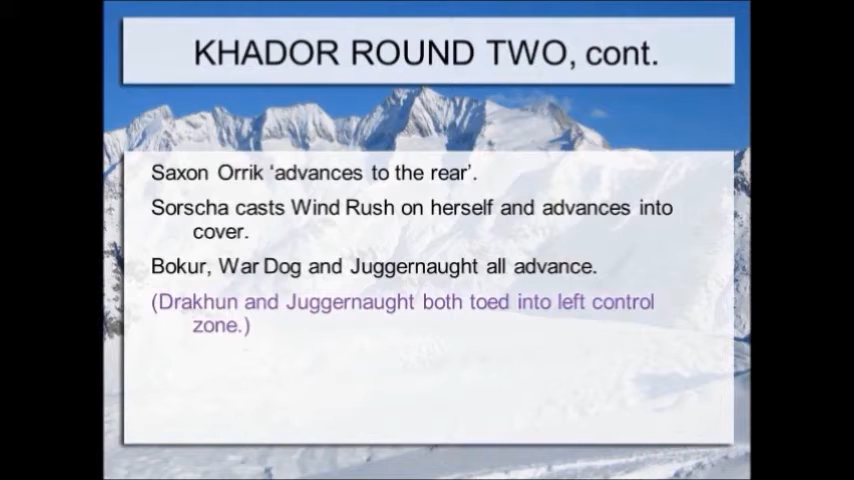 KHADOR ROUND TWO, cont.
Saxon Orrik ‘advances to the rear’.
Sorscha casts Wind Rush on herself and advances into
cover.
Bokur, War Dog and Juggernaught all advance.
(Drakhun and Juggernaught both toed into left control
zone.)